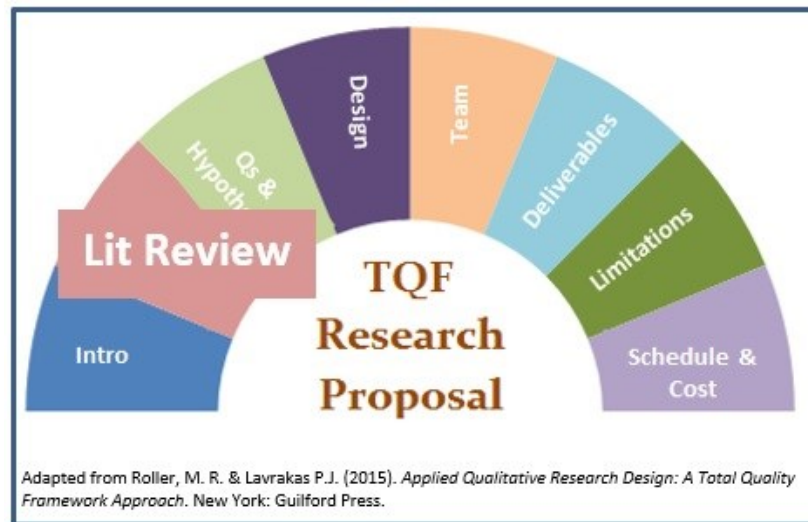 Intro
Lit Review
Qs &
Design
Team
Deliverables
Limitations
Schedule &
Cost
TQF
Research
Proposal
Adapted from Roller, M. R. & Lavrakas P.J. (2015). Applied Qualitative Research Design: A Total Quality
Framework Approach. New York: Guilford Press.